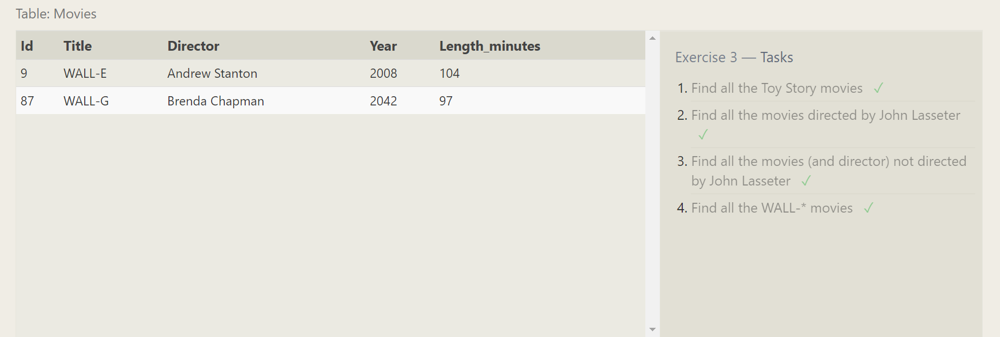 Table: Movies
Id Title Director Year Length_minutes
9 WALL-E Andrew Stanton 2008 104
87 WALL-G Brenda Chapman 2042 97
Exercise 3 — Tasks
1. Find all the Toy Story movies ✓
2. Find all the movies directed by John Lasseter
✓
3. Find all the movies (and director) not directed
by John Lasseter ✓
4. Find all the WALL-* movies ✓